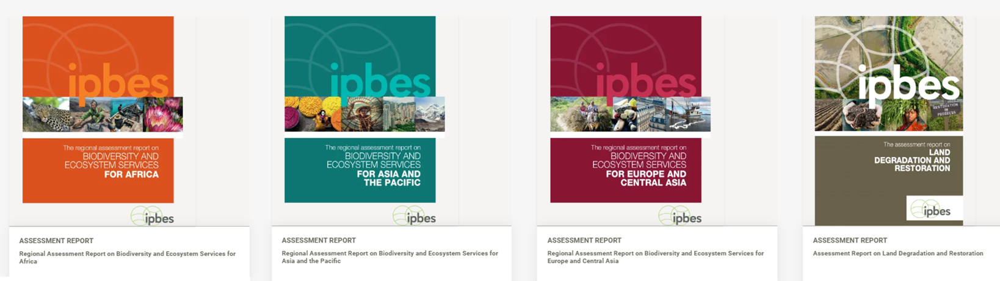 ipbes
The regional assessment report on
BIODIVERSITY AND
ECOSYSTEM SERVICES
FOR AFRICA
ipbes
ASSESSMENT REPORT
Regional Assessment Report on Biodiversity and Ecosystem Services for
Africa
ipbes
The regional assessment report on
BIODIVERSITY AND
ECOSYSTEM SERVICES
FOR ASIA AND
THE PACIFIC
ipbes
ASSESSMENT REPORT
Regional Assessment Report on Biodiversity and Ecosystem Services for
Asia and the Pacific
ipbes
The regional assessment report on
BIODIVERSITY AND
ECOSYSTEM SERVICES
FOR EUROPE AND
CENTRAL ASIA
ipbes
ASSESSMENT REPORT
Regional Assessment Report on Biodiversity and Ecosystem Services for
Europe and Central Asia
ipbes
RESTORATION
IN
PROGRESS
The assessment report on
LAND
DEGRADATION AND
RESTORATION
ipbes
ASSESSMENT REPORT
Assessment Report on Land Degradation and Restoration